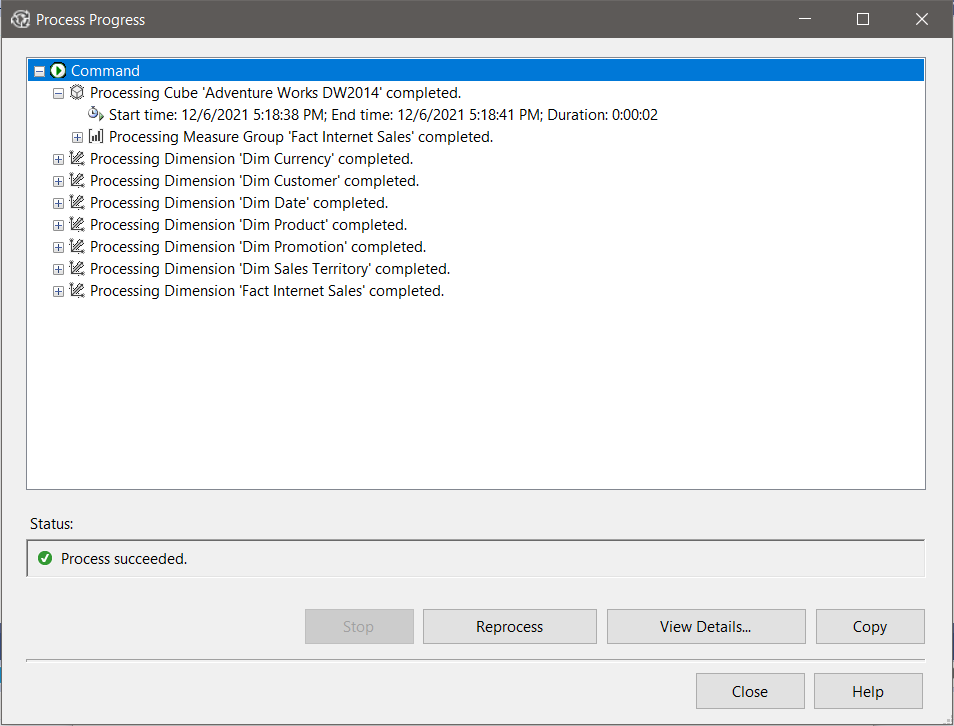 Process Progress
Command
Processing Cube 'Adventure Works DW2014' completed.
Start time: 12/6/2021 5:18:38 PM; End time: 12/6/2021 5:18:41 PM; Duration: 0:00:02
Processing Measure Group 'Fact Internet Sales' completed.
Processing Dimension 'Dim Currency' completed.
Processing Dimension 'Dim Customer' completed.
Processing Dimension 'Dim Date' completed.
Processing Dimension 'Dim Product' completed.
Processing Dimension 'Dim Promotion' completed.
Processing Dimension 'Dim Sales Territory' completed.
Processing Dimension 'Fact Internet Sales' completed.
Status:
Process succeeded.
Stop Reprocess View Details... Copy
Close Help